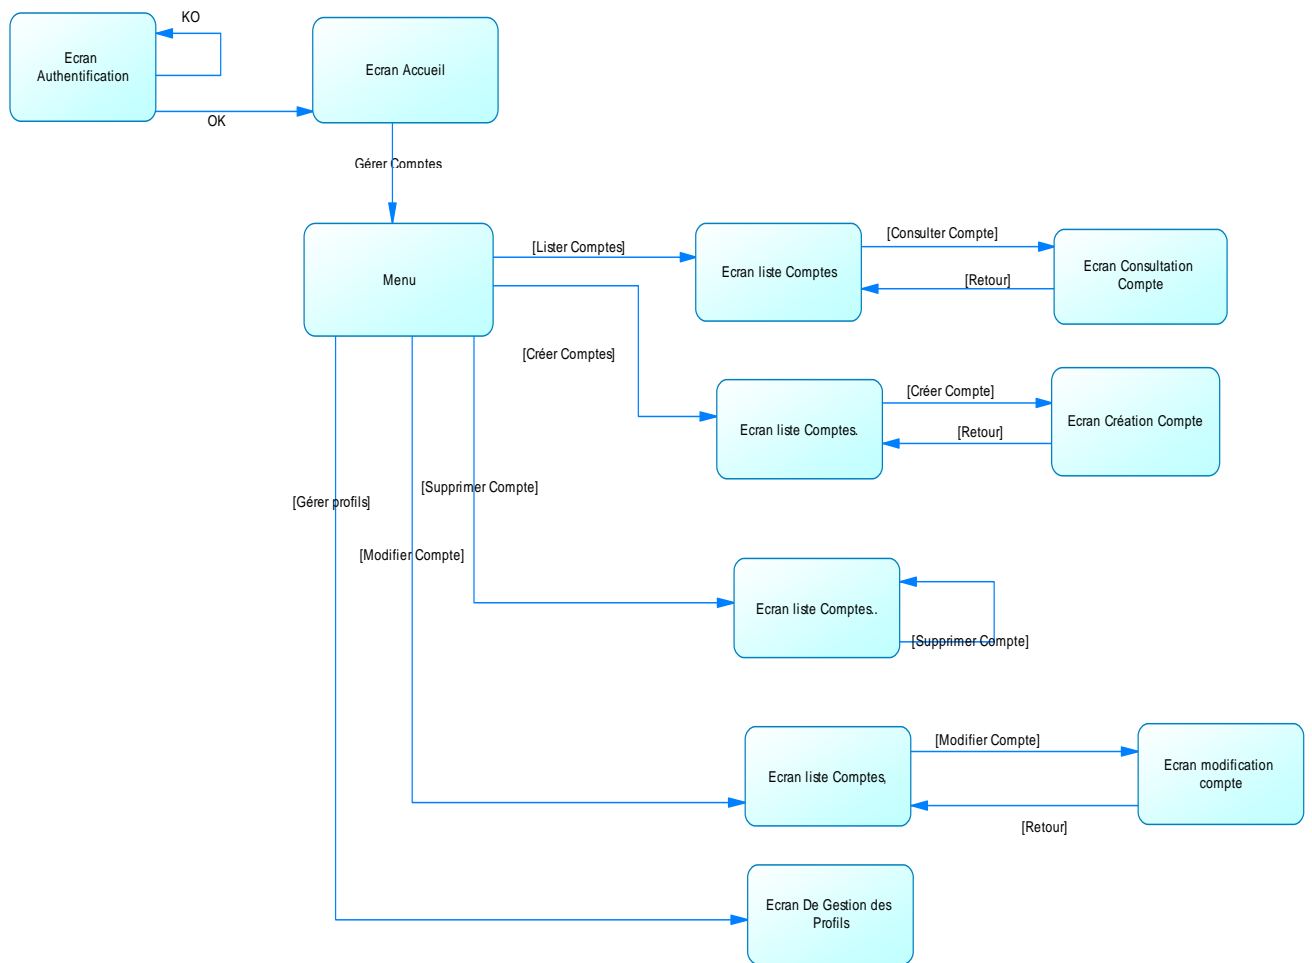 KO
Ecran
Authentification
Ecran Accueil
OK
Gérer Comptes
Menu
[Lister Comptes]
Ecran liste Comptes
[Consulter Compte]
[Retour]
Ecran Consultation
Compte
[Créer Comptes]
Ecran liste Comptes.
[Créer Compte]
[Retour]
Ecran Création Compte
[Gérer profils]
[Supprimer Compte]
[Modifier Compte]
Ecran liste Comptes..
[Supprimer Compte]
Ecran liste Comptes,
[Modifier Compte]
[Retour]
Ecran modification
compte
Ecran De Gestion des
Profils